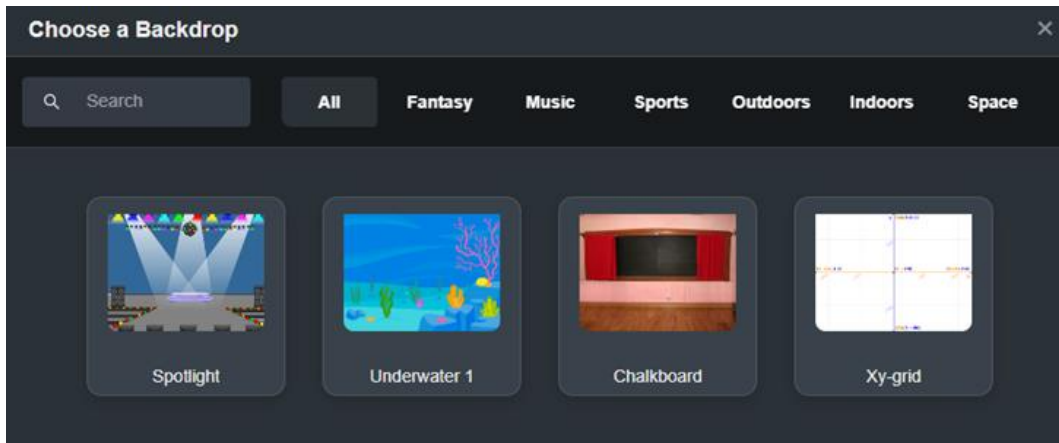 Choose a Backdrop
Search All Fantasy Music Sports Outdoors Indoors Space
Spotlight Underwater 1 Chalkboard Xy-grid